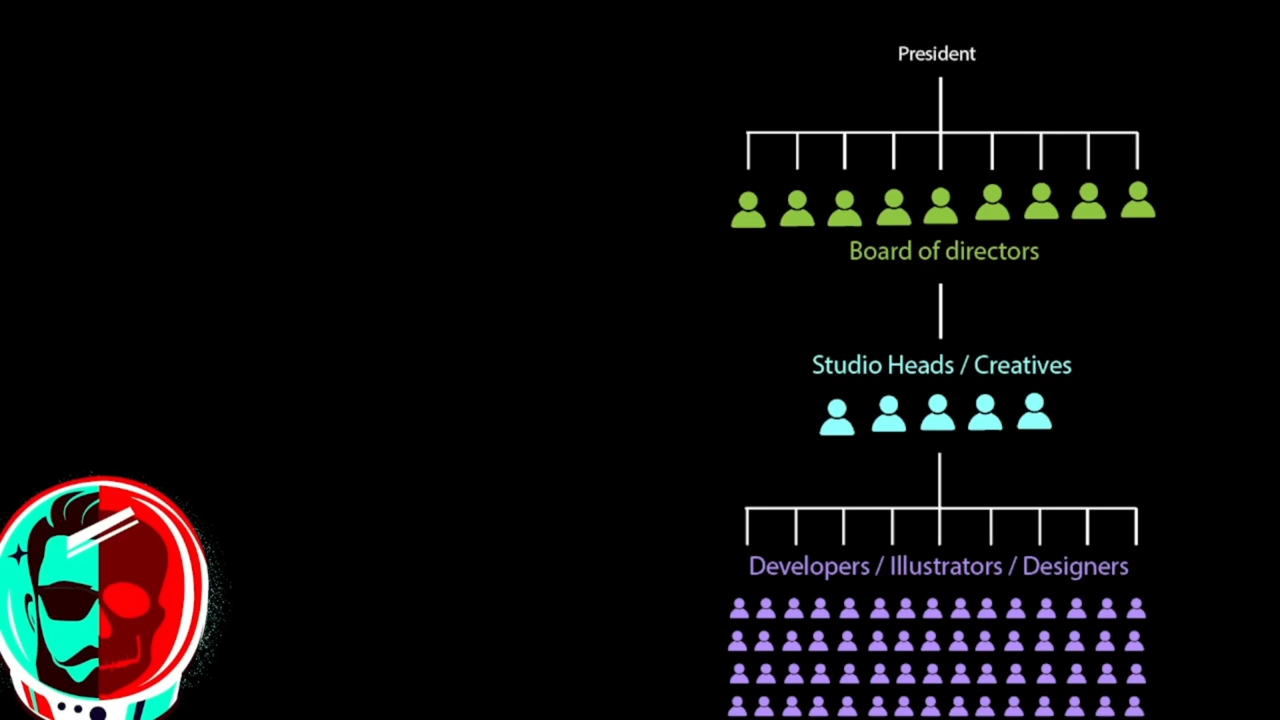 President
Board of directors
Studio Heads / Creatives
Developers / Illustrators / Designers